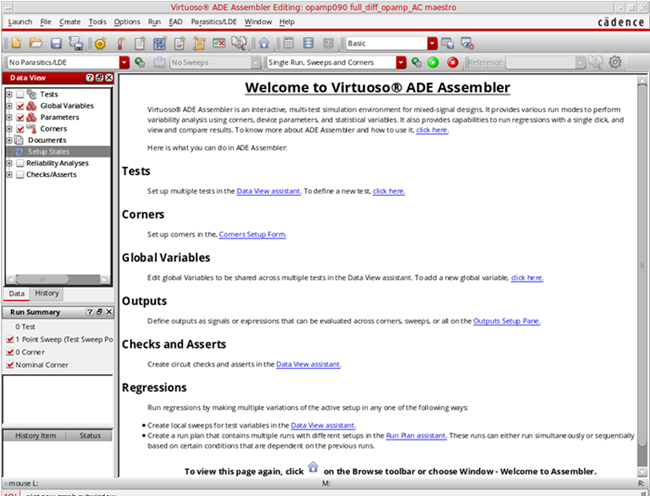 Virtuoso® ADE Assembler Editing: opamp090 full_diff_opamp_AC maestro
Launch File Create Tools Options Run EAD Parasitics/LDE Window Help
cādence
Basic
No Parasitics/LDE No Sweeps Single Run, Sweeps and Corners Reference:
Data View
Tests
Global Variables
Parameters
Corners
Documents
Setup States
Reliability Analyses
Checks/Asserts
Data History
Run Summary
0 Test
1 Point Sweep (Test Sweep Po
0 Corner
Nominal Corner
History Item Status
Welcome to Virtuoso® ADE Assembler
Virtuoso® ADE Assembler is an interactive, multi-test simulation environment for mixed-signal designs. It provides various run modes to perform
variability analysis using corners, device parameters, and statistical variables. It also provides capabilities to run regressions with a single click, and
view and compare results. To know more about ADE Assembler and how to use it, click here.
Here is what you can do in ADE Assembler:
Tests
Set up multiple tests in the Data View assistant. To define a new test, click here.
Corners
Set up corners in the, Corners Setup Form.
Global Variables
Edit global Variables to be shared across multiple tests in the Data View assistant. To add a new global variable, click here.
Outputs
Define outputs as signals or expressions that can be evaluated across corners, sweeps, or all on the Outputs Setup Pane.
Checks and Asserts
Create circuit checks and asserts in the Data View assistant.
Regressions
Run regressions by making multiple variations of the active setup in any one of the following ways:
Create local sweeps for test variables in the Data View assistant.
Create a run plan that contains multiple runs with different setups in the Run Plan assistant. These runs can either run simultaneously or sequentially
based on certain conditions that are dependent on the previous runs.
To view this page again, click on the Browse toolbar or choose Window - Welcome to Assembler.
mouse L: M: R: